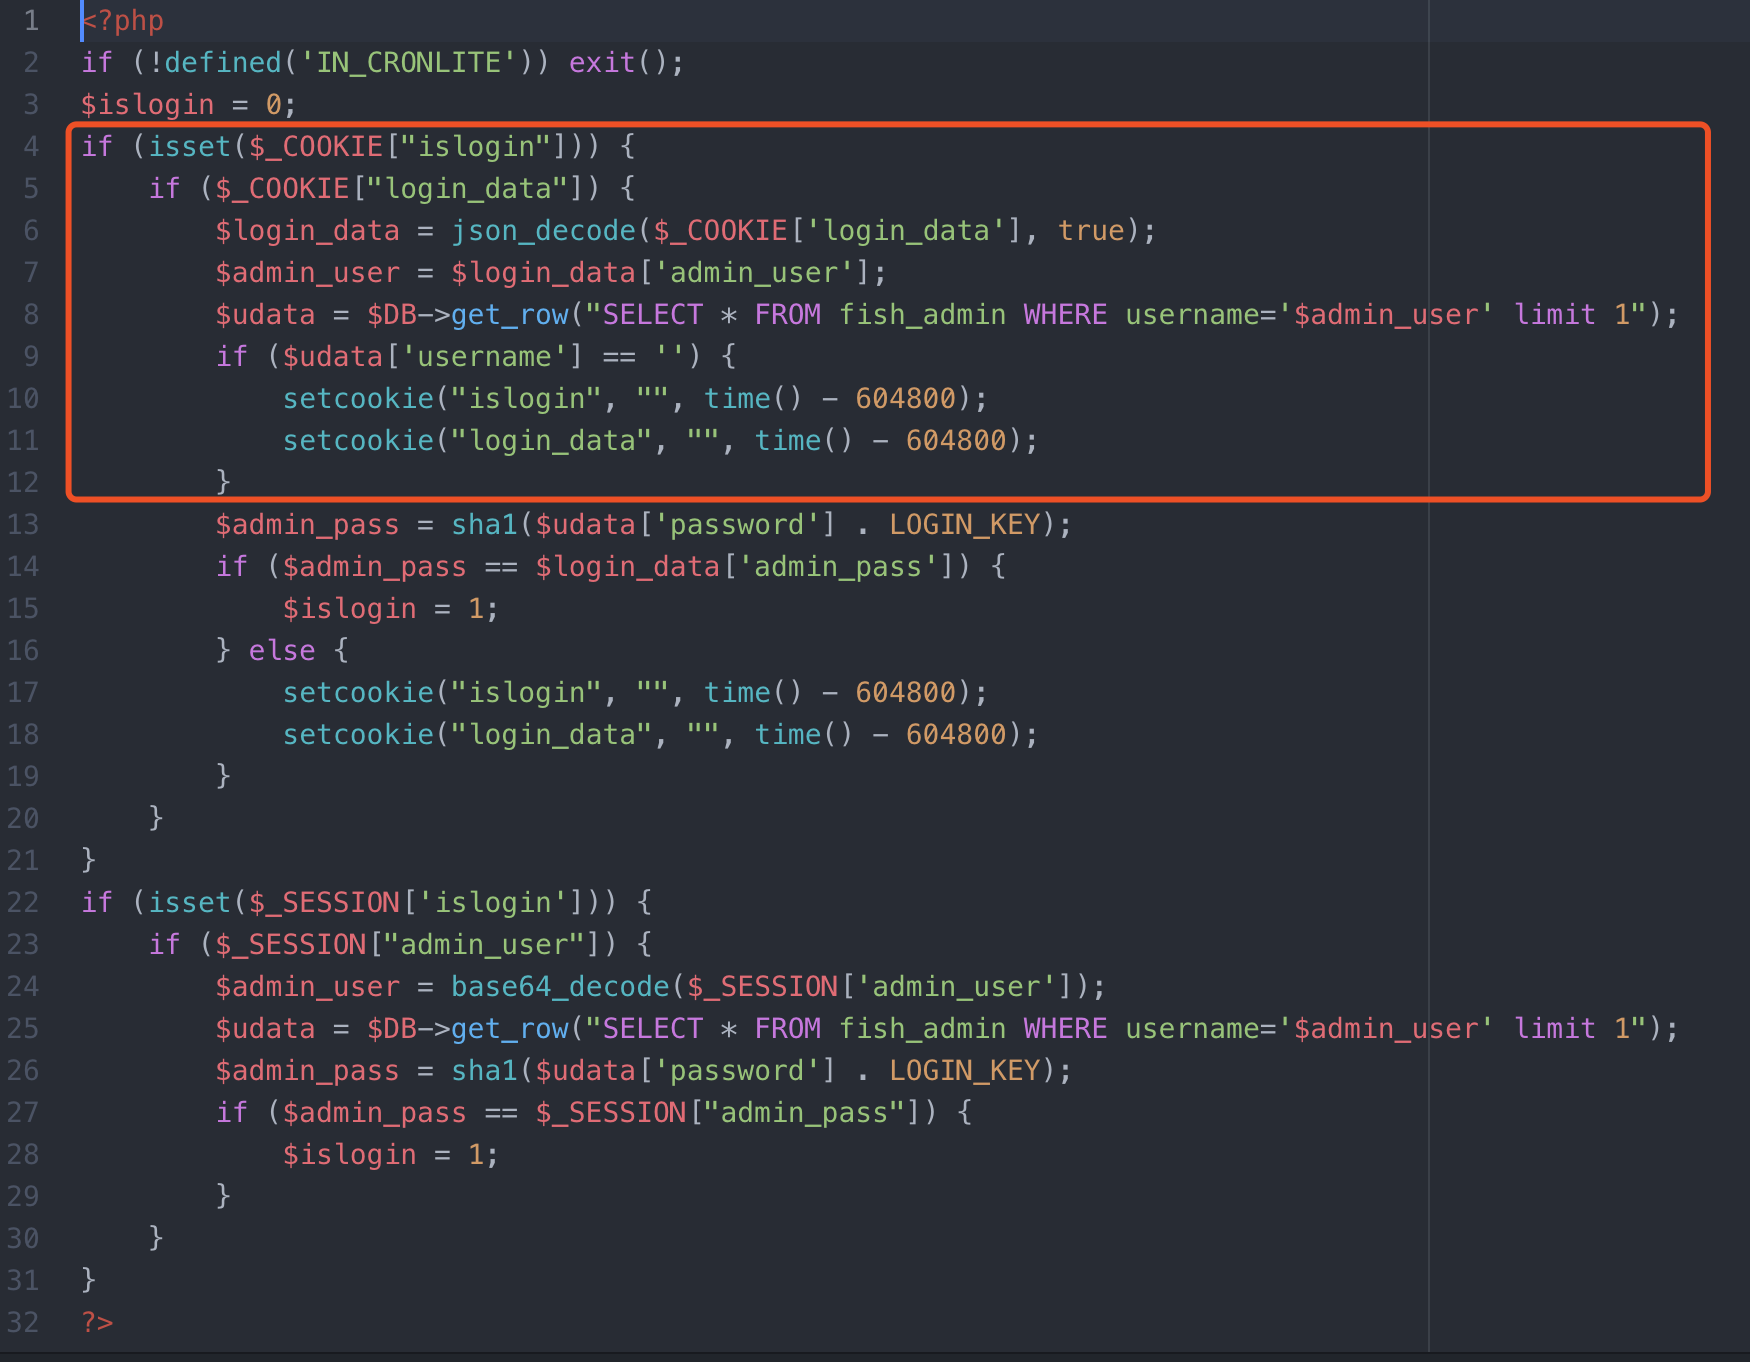 1 <?php
2 if (!defined('IN_CRONLITE')) exit();
3 $islogin = 0;
4 if (isset($_COOKIE["islogin"])) {
5     if ($_COOKIE["login_data"]) {
6         $login_data = json_decode($_COOKIE['login_data'], true);
7         $admin_user = $login_data['admin_user'];
8         $udata = $DB->get_row("SELECT * FROM fish_admin WHERE username='$admin_user' limit 1");
9         if ($udata['username'] == '') {
10             setcookie("islogin", "", time() - 604800);
11             setcookie("login_data", "", time() - 604800);
12         }
13         $admin_pass = sha1($udata['password'] . LOGIN_KEY);
14         if ($admin_pass == $login_data['admin_pass']) {
15             $islogin = 1;
16         } else {
17             setcookie("islogin", "", time() - 604800);
18             setcookie("login_data", "", time() - 604800);
19         }
20     }
21 }
22 if (isset($_SESSION['islogin'])) {
23     if ($_SESSION["admin_user"]) {
24         $admin_user = base64_decode($_SESSION['admin_user']);
25         $udata = $DB->get_row("SELECT * FROM fish_admin WHERE username='$admin_user' limit 1");
26         $admin_pass = sha1($udata['password'] . LOGIN_KEY);
27         if ($admin_pass == $_SESSION["admin_pass"]) {
28             $islogin = 1;
29         }
30     }
31 }
32 ?>